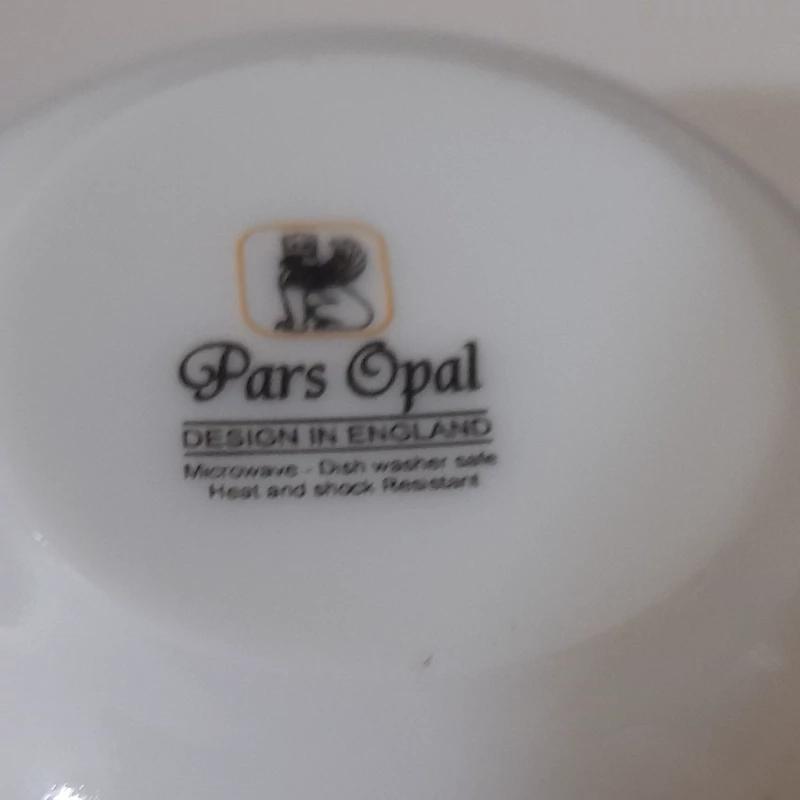 Pars Opal
DESIGN IN ENGLAND
Microwave - Dish washer safe
Heat and shock Resistant